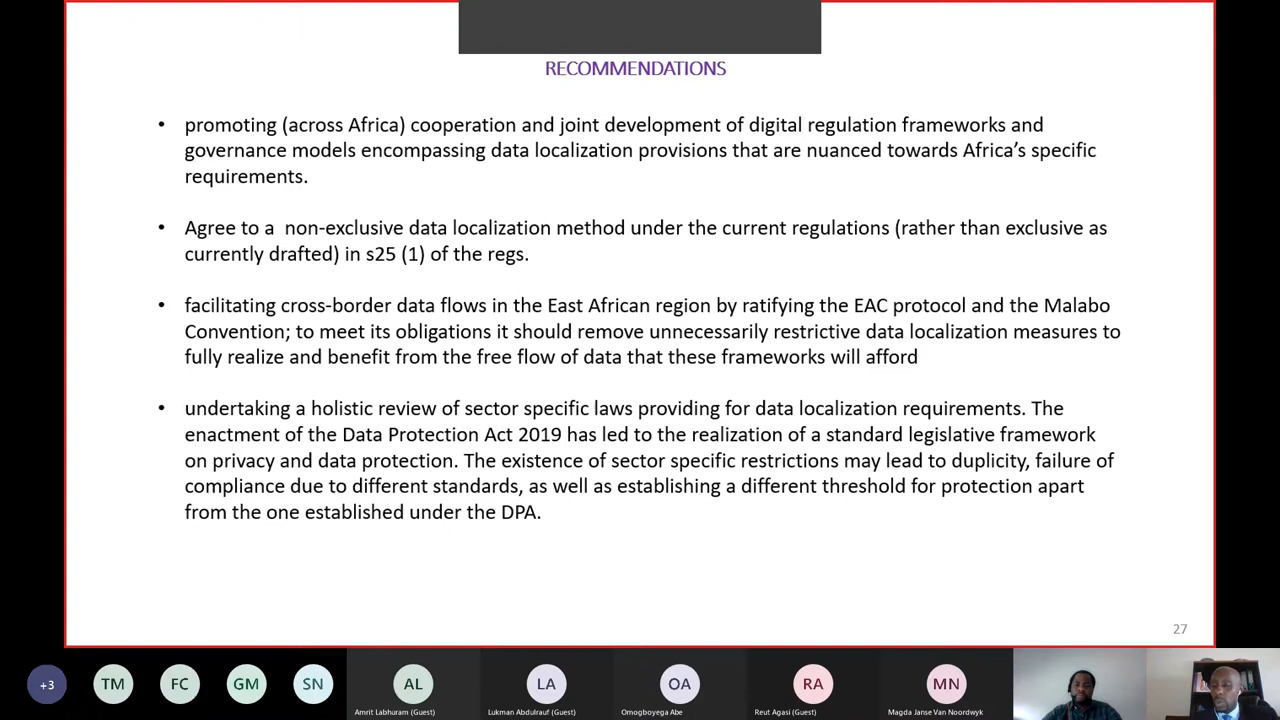 RECOMMENDATIONS
• promoting (across Africa) cooperation and joint development of digital regulation frameworks and
governance models encompassing data localization provisions that are nuanced towards Africa’s specific
requirements.
• Agree to a  non-exclusive data localization method under the current regulations (rather than exclusive as
currently drafted) in s25 (1) of the regs.
• facilitating cross-border data flows in the East African region by ratifying the EAC protocol and the Malabo
Convention; to meet its obligations it should remove unnecessarily restrictive data localization measures to
fully realize and benefit from the free flow of data that these frameworks will afford
• undertaking a holistic review of sector specific laws providing for data localization requirements. The
enactment of the Data Protection Act 2019 has led to the realization of a standard legislative framework
on privacy and data protection. The existence of sector specific restrictions may lead to duplicity, failure of
compliance due to different standards, as well as establishing a different threshold for protection apart
from the one established under the DPA.
27
+3 TM FC GM SN AL LA OA RA MN
Amrit Labhuram (Guest) Lukman Abdulrauf (Guest) Omogboyega Abe Reut Agasi (Guest) Magda Janse Van Noordwyk